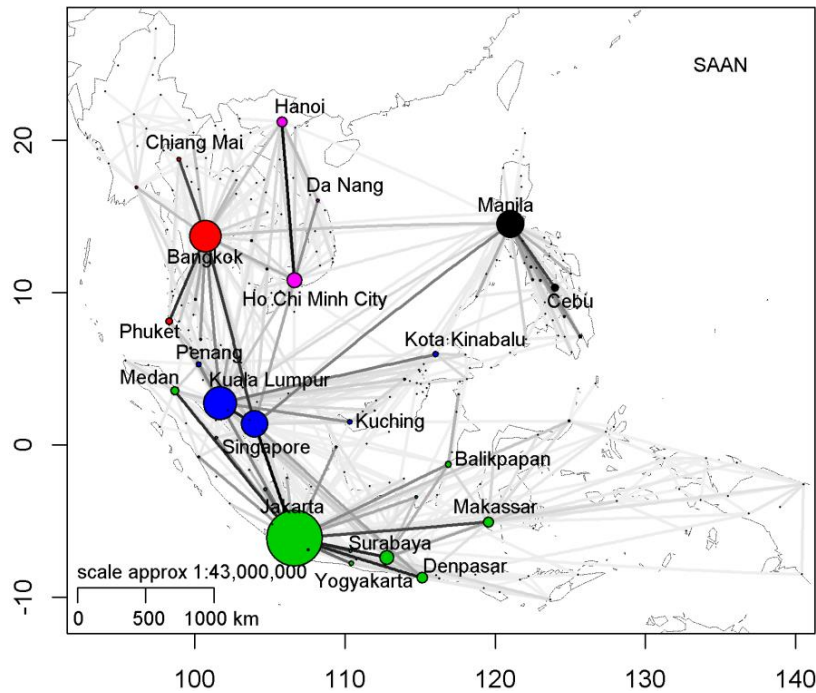 SAAN
Hanoi
Chiang Mai
Da Nang
Manila
Bangkok
Ho Chi Minh City
Cebu
Phuket
Kota Kinabalu
Penang
Medan
Kuala Lumpur
Kuching
Singapore
Balikpapan
Jakarta
Makassar
Surabaya
Denpasar
Yogyakarta
scale approx 1:43,000,000
0 500 1000 km
20
10
0
-10
100 110 120 130 140